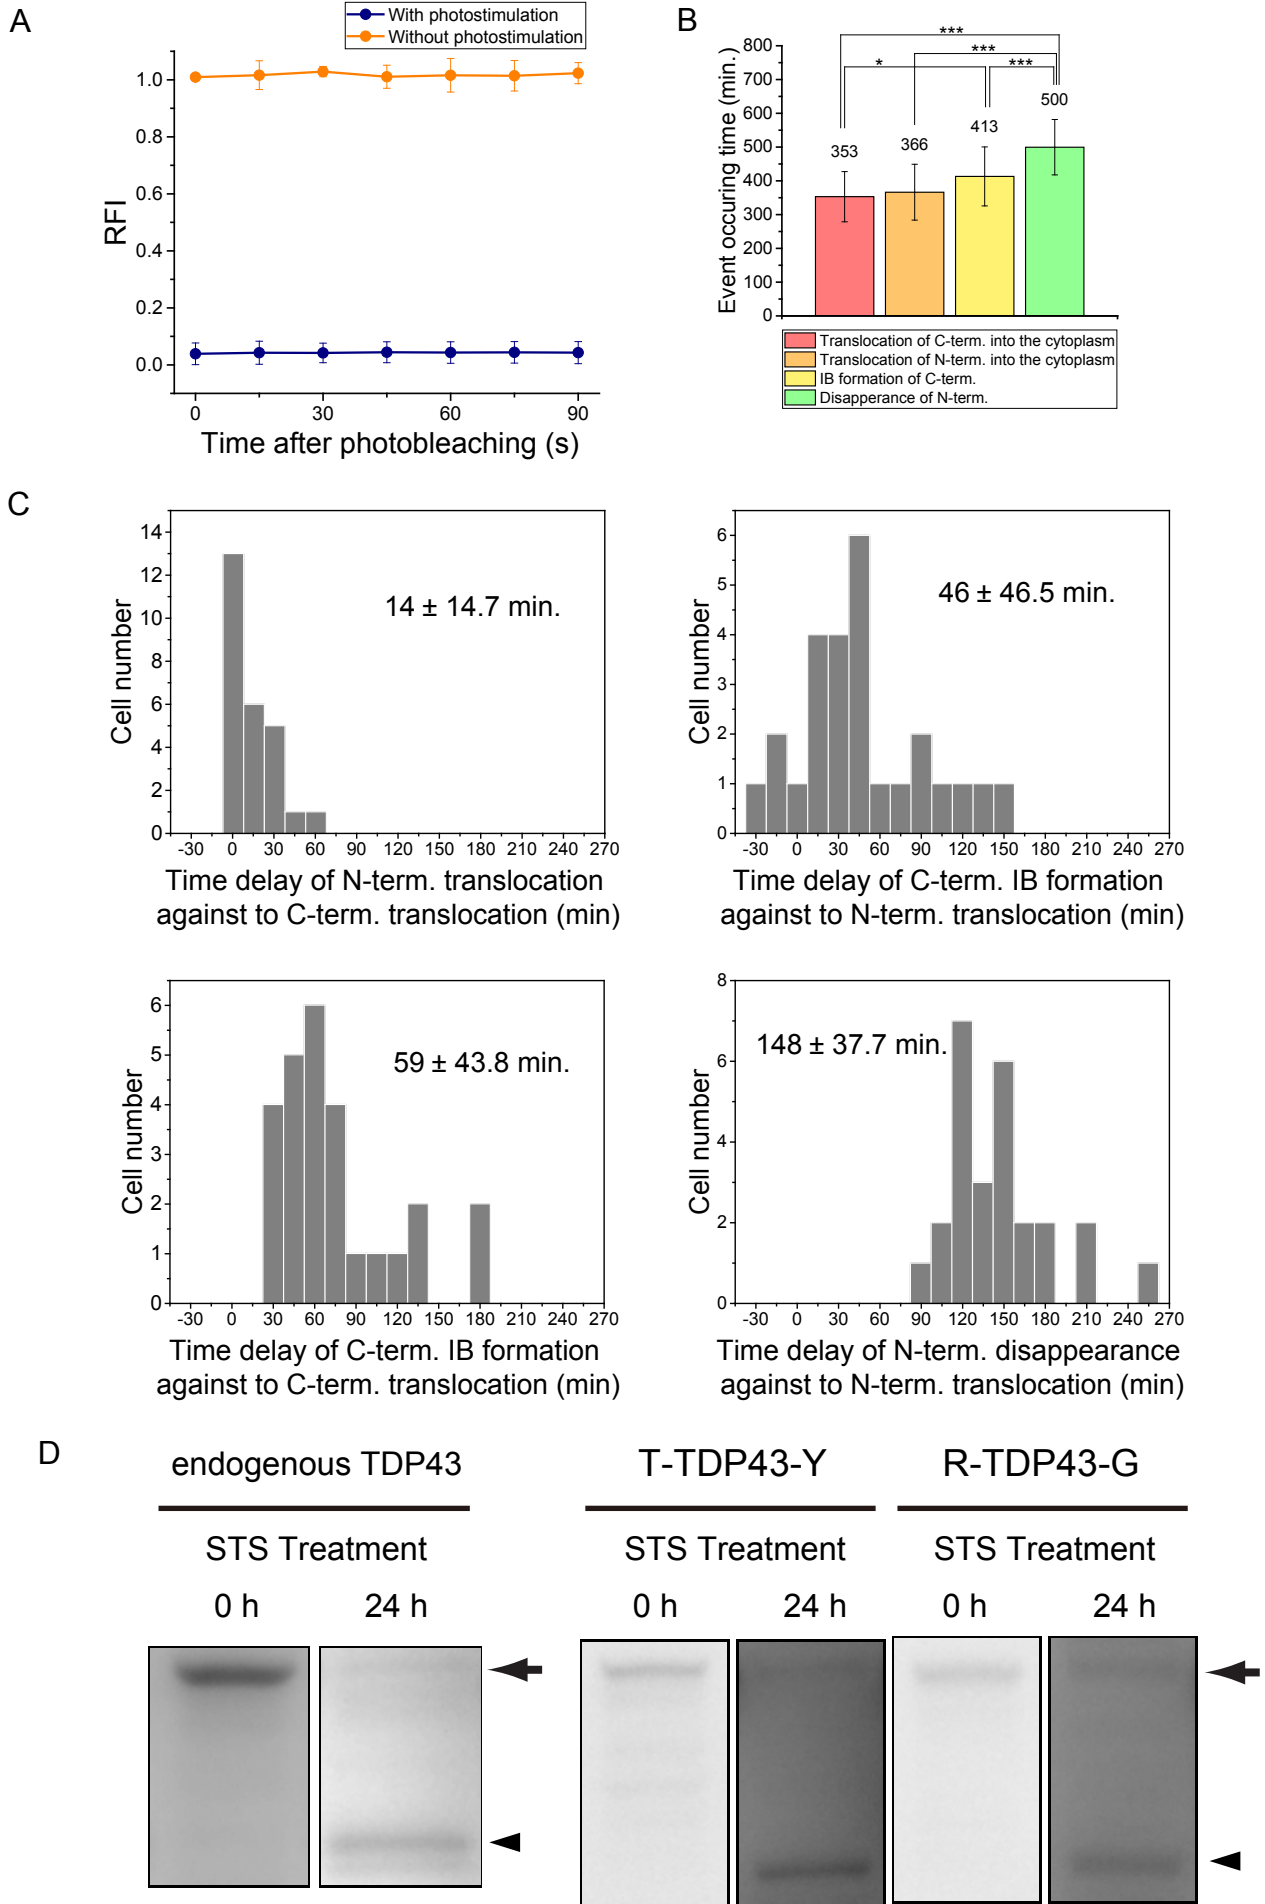 A
With photostimulation
Without photostimulation
RFI
1.0
0.8
0.6
0.4
0.2
0.0
0 30 60 90
Time after photobleaching (s)
B
Event occuring time (min.)
800
700
600
500
400
300
200
100
0
***
***
* ***
353 366 413 500
Translocation of C-term. into the cytoplasm
Translocation of N-term. into the cytoplasm
IB formation of C-term.
Disapperance of N-term.
C
Cell number
14
12
10
8
6
4
2
0
14 ± 14.7 min.
-30 0 30 60 90 120 150 180 210 240 270
Time delay of N-term. translocation
against to C-term. translocation (min)
Cell number
6
5
4
3
2
1
0
46 ± 46.5 min.
-30 0 30 60 90 120 150 180 210 240 270
Time delay of C-term. IB formation
against to N-term. translocation (min)
Cell number
6
5
4
3
2
1
0
59 ± 43.8 min.
-30 0 30 60 90 120 150 180 210 240 270
Time delay of C-term. IB formation
against to C-term. translocation (min)
Cell number
8
6
4
2
0
148 ± 37.7 min.
-30 0 30 60 90 120 150 180 210 240 270
Time delay of N-term. disappearance
against to N-term. translocation (min)
D
endogenous TDP43
STS Treatment
0 h 24 h
T-TDP43-Y
STS Treatment
0 h 24 h
R-TDP43-G
STS Treatment
0 h 24 h